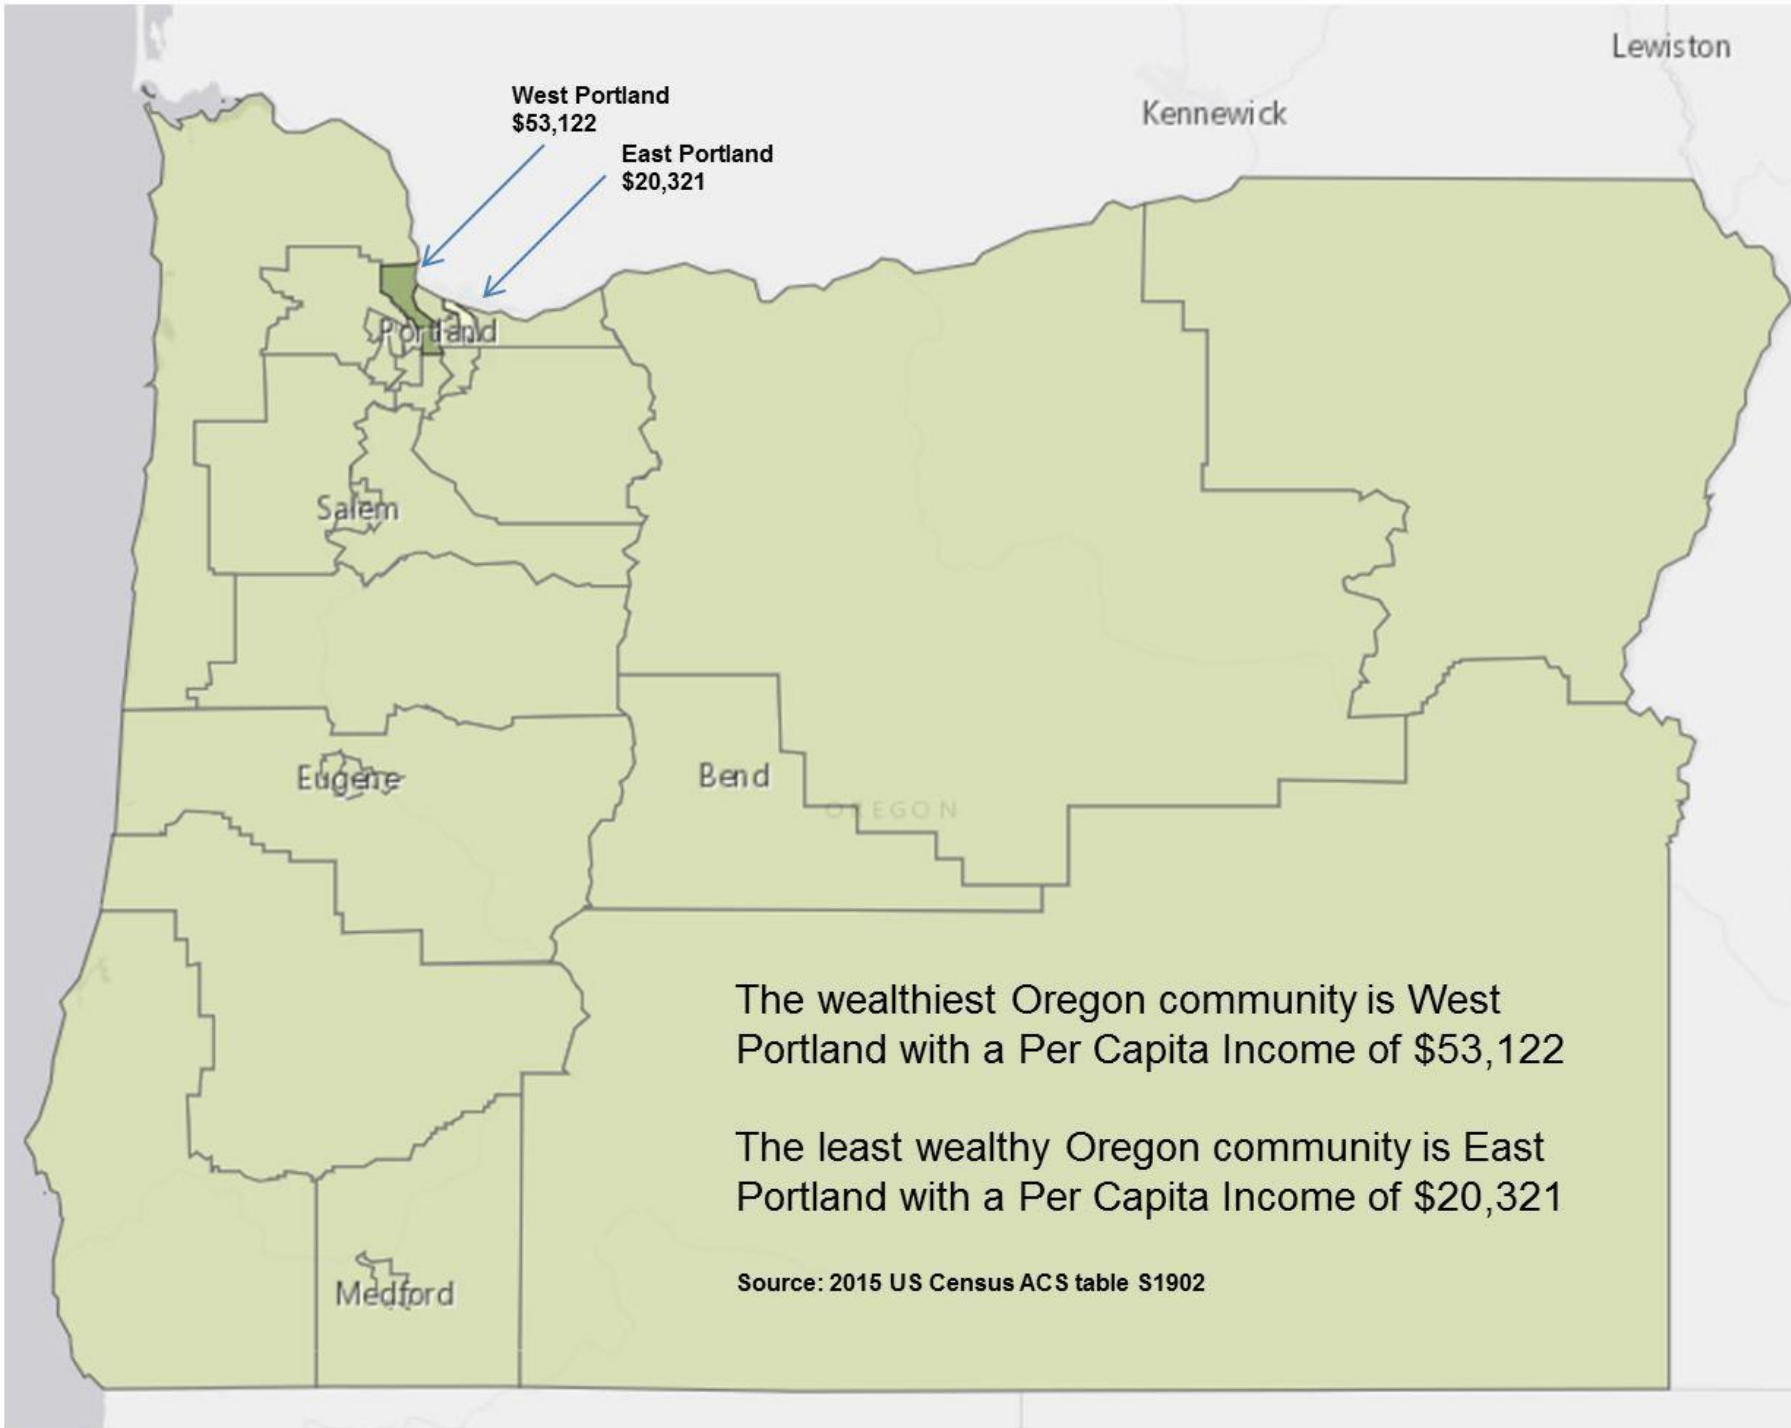 Lewiston
West Portland
$53,122
Kennewick
East Portland
$20,321
Portland
Salem
Eugene
Bend
OREGON
The wealthiest Oregon community is West
Portland with a Per Capita Income of $53,122
The least wealthy Oregon community is East
Portland with a Per Capita Income of $20,321
Source: 2015 US Census ACS table S1902
Medford